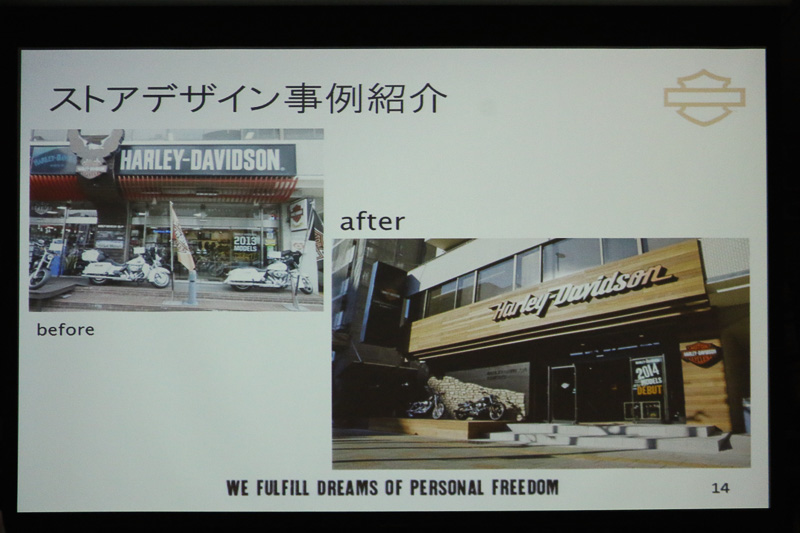 ストアデザイン事例紹介
HARLEY-DAVIDSON
2013
MODELS
before
after
Harley-Davidson
2014
MODELS
DEBUT
WE FULFILL DREAMS OF PERSONAL FREEDOM
14